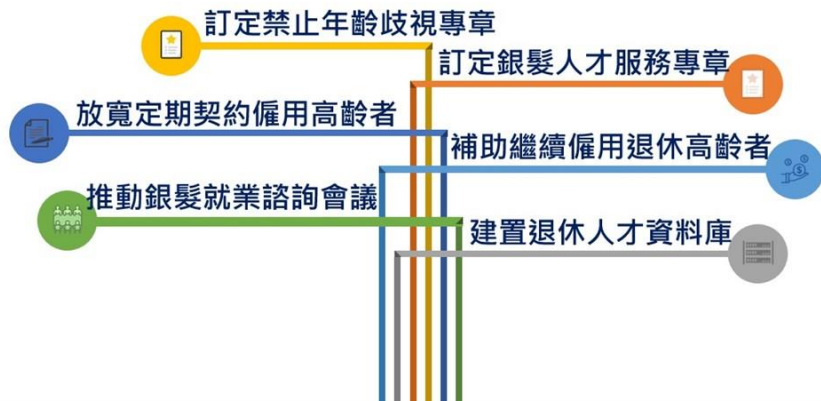 訂定禁止年齡歧視專章
訂定銀髮人才服務專章
放寬定期契約僱用高齡者
補助繼續僱用退休高齡者
推動銀髮就業諮詢會議
建置退休人才資料庫